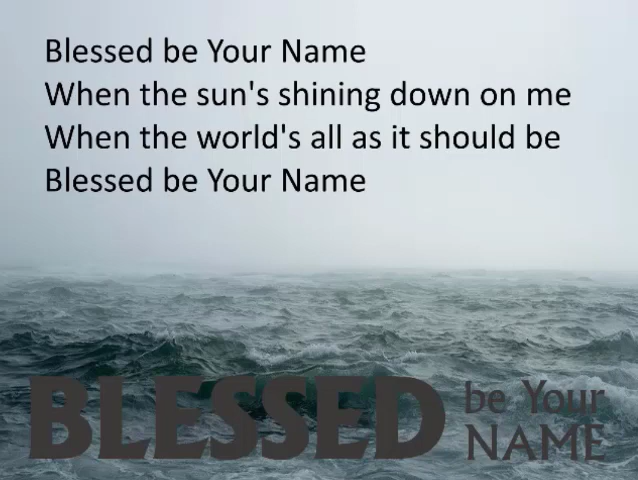 Blessed be Your Name
When the sun's shining down on me
When the world's all as it should be
Blessed be Your Name
BLESSED be Your
NAME